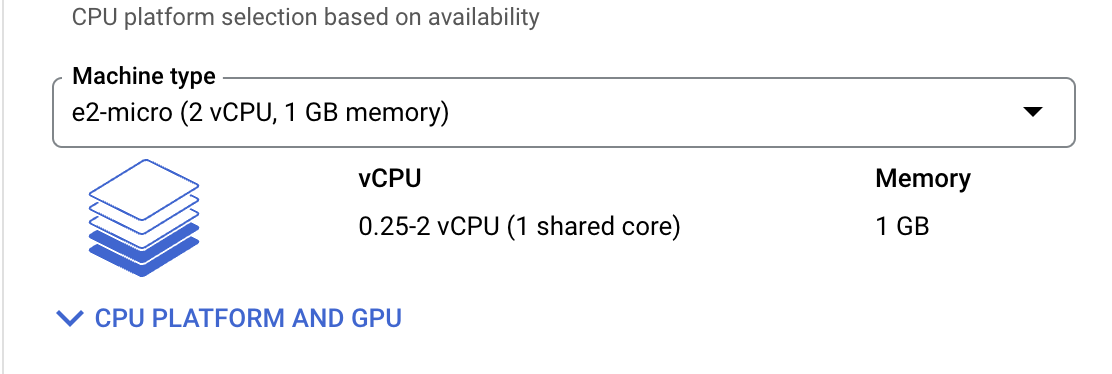 CPU platform selection based on availability
Machine type
e2-micro (2 vCPU, 1 GB memory)
vCPU
Memory
0.25-2 vCPU (1 shared core)
1 GB
CPU PLATFORM AND GPU